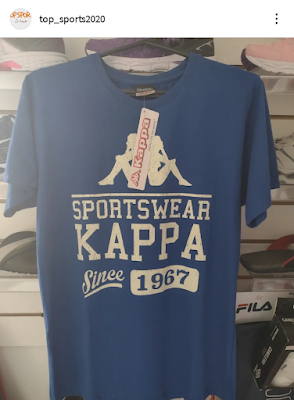 top_sports2020
Kappa
SPORTSWEAR
KAPPA
Since 1967
FILA